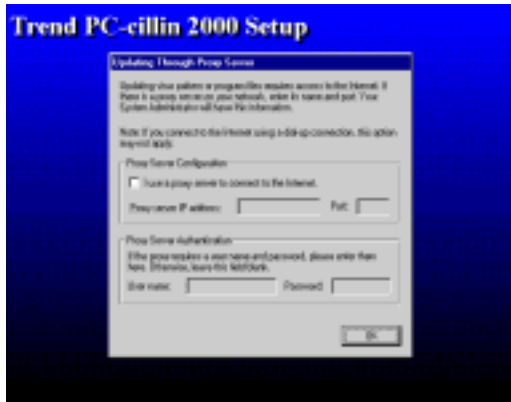 Trend PC-cillin 2000 Setup
Updating Through Proxy Server
Updating virus pattern or program files requires access to the Internet. If
there is a proxy server on your network, enter its name and port. Your
System Administrator will have this information.
Note: If you connect to the Internet using a dial-up connection, this option
may not apply.
Proxy Server Configuration
I use a proxy server to connect to the Internet.
Proxy server IP address: Port:
Proxy Server Authentication
If the proxy requires a user name and password, please enter them
here. Otherwise, leave this field blank.
User name: Password:
OK